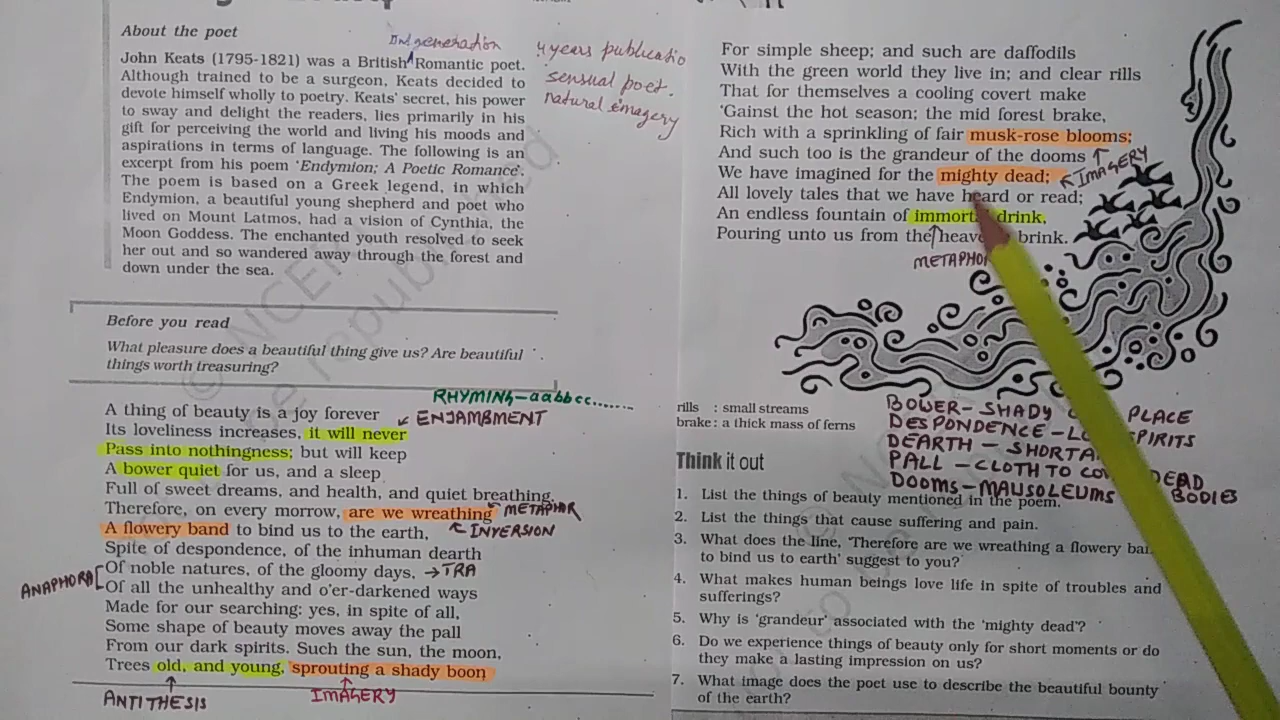 About the poet
IInd generation
John Keats (1795-1821) was a British Romantic poet.
Although trained to be a surgeon, Keats decided to
devote himself wholly to poetry. Keats' secret, his power
to sway and delight the readers, lies primarily in his
gift for perceiving the world and living his moods and
aspirations in terms of language. The following is an
excerpt from his poem 'Endymion; A Poetic Romance'.
The poem is based on a Greek legend, in which
Endymion, a beautiful young shepherd and poet who
lived on Mount Latmos, had a vision of Cynthia, the
Moon Goddess. The enchanted youth resolved to seek
her out and so wandered away through the forest and
down under the sea.
4 years publicatio
sensual poet.
natural imagery
Before you read
What pleasure does a beautiful thing give us? Are beautiful
things worth treasuring?
RHYMING-aabbcc.......
A thing of beauty is a joy forever
ENJAMBMENT
Its loveliness increases, it will never
Pass into nothingness; but will keep
A bower quiet for us, and a sleep
Full of sweet dreams, and health, and quiet breathing.
Therefore, on every morrow, are we wreathing METAPHOR
A flowery band to bind us to the earth, INVERSION
Spite of despondence, of the inhuman dearth
Of noble natures, of the gloomy days, → TRA
ANAPHORA
Of all the unhealthy and o'er-darkened ways
Made for our searching: yes, in spite of all,
Some shape of beauty moves away the pall
From our dark spirits. Such the sun, the moon,
Trees old, and young, sprouting a shady boon
ANTITHESIS
IMAGERY
For simple sheep; and such are daffodils
With the green world they live in; and clear rills
That for themselves a cooling covert make
'Gainst the hot season; the mid forest brake,
Rich with a sprinkling of fair musk-rose blooms;
And such too is the grandeur of the dooms
IMAGERY
We have imagined for the mighty dead;
All lovely tales that we have heard or read;
An endless fountain of immortal drink,
Pouring unto us from the heave brink.
METAPHO
rills : small streams
brake : a thick mass of ferns
BOWER-SHADY PLACE
DESPONDENCE-LO SPIRITS
DEARTH - SHORTA
PALL - CLOTH TO CO DEAD
DOOMS-MAUSOLEUMS BODIES
Think it out
1. List the things of beauty mentioned in the poem.
2. List the things that cause suffering and pain.
3. What does the line, 'Therefore are we wreathing a flowery ba
to bind us to earth' suggest to you?
4. What makes human beings love life in spite of troubles and
sufferings?
5. Why is 'grandeur' associated with the 'mighty dead'?
6. Do we experience things of beauty only for short moments or do
they make a lasting impression on us?
7. What image does the poet use to describe the beautiful bounty
of the earth?
© NCERT
be republished